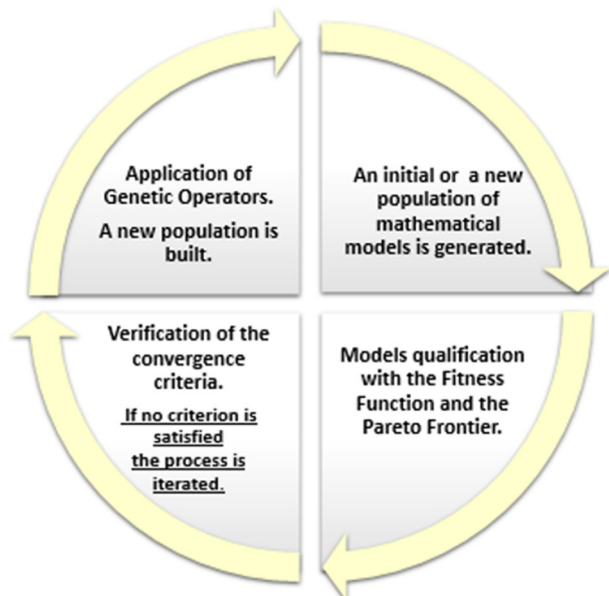 Application of
Genetic Operators.
A new population is
built.
An initial or a new
population of
mathematical
models is generated.
Verification of the
convergence
criteria.
If no criterion is
satisfied
the process is
iterated.
Models qualification
with the Fitness
Function and the
Pareto Frontier.